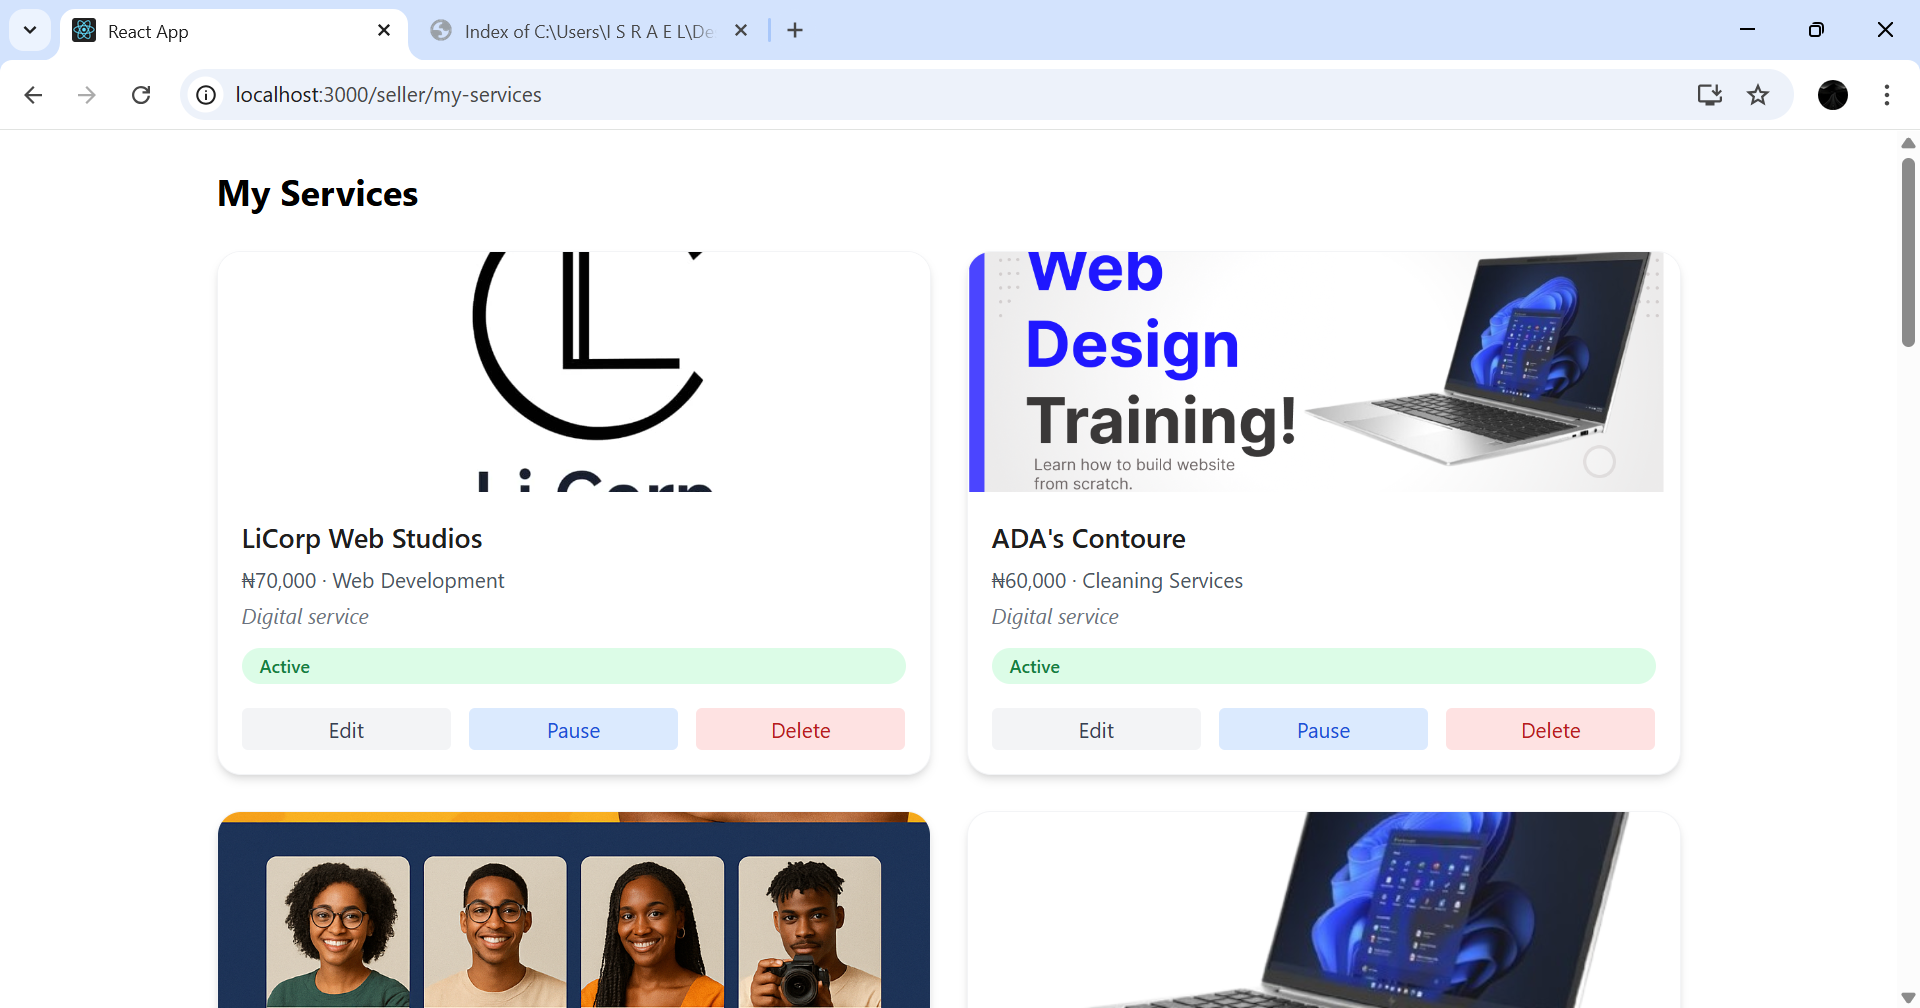 React App
Index of C:\Users\I S R A E L\De
localhost:3000/seller/my-services
My Services
Li Corp
LiCorp Web Studios
₦70,000 · Web Development
Digital service
Active
Edit
Pause
Delete
Web
Design
Training!
Learn how to build website
from scratch.
ADA's Contoure
₦60,000 · Cleaning Services
Digital service
Active
Edit
Pause
Delete